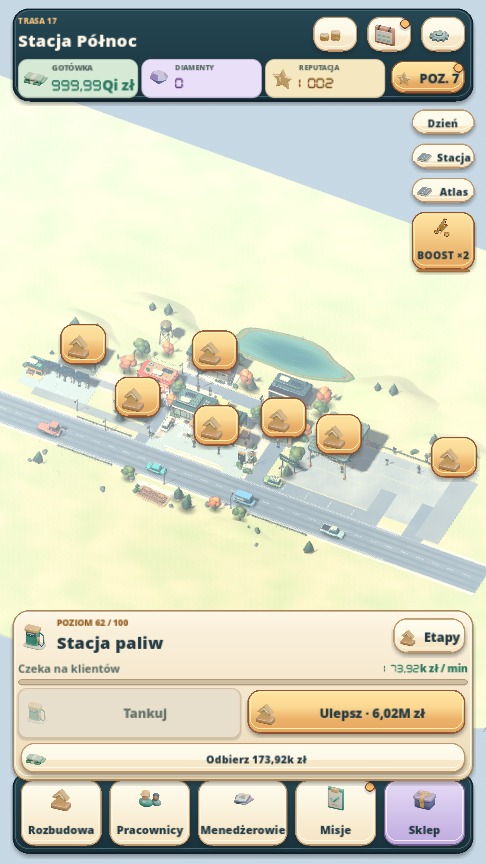 TRASA 17
Stacja Północ
GOTÓWKA
999,99Qi zł
DIAMENTY
0
REPUTACJA
1 002
POZ. 7
Dzień
Stacja
Atlas
BOOST ×2
POZIOM 62 / 100
Stacja paliw
Etapy
Czeka na klientów
173,92k zł / min
Tankuj
Ulepsz · 6,02M zł
Odbierz 173,92k zł
Rozbudowa
Pracownicy
Menedżerowie
Misje
Sklep